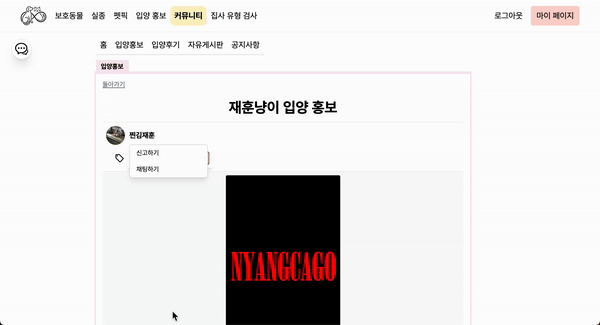 보호동물 실종 펫픽 입양 홍보 커뮤니티 집사 유형 검사 로그아웃 마이 페이지
홈 입양홍보 입양후기 자유게시판 공지사항
입양홍보
돌아가기
재훈냥이 입양 홍보
찐김재훈
신고하기
채팅하기
NYANGCAGO